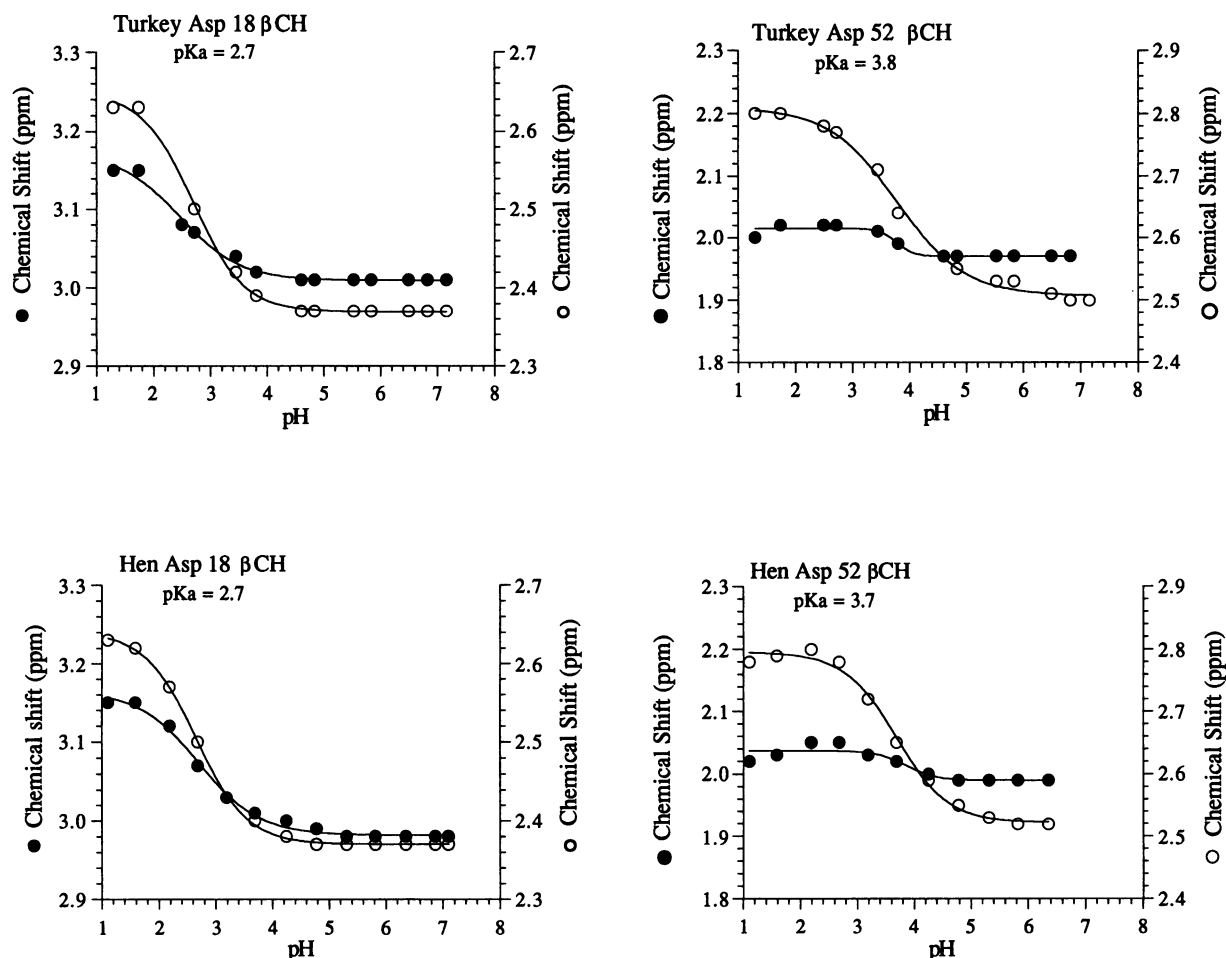 Turkey Asp 18 βCH
pKa = 2.7
3.3
3.2
3.1
3.0
2.9
2.7
2.6
2.5
2.4
2.3
1 2 3 4 5 6 7 8
pH
Chemical Shift (ppm)
Chemical Shift (ppm)
Turkey Asp 52 βCH
pKa = 3.8
2.3
2.2
2.1
2.0
1.9
1.8
2.9
2.8
2.7
2.6
2.5
2.4
1 2 3 4 5 6 7 8
pH
Chemical Shift (ppm)
Chemical Shift (ppm)
Hen Asp 18 βCH
pKa = 2.7
3.3
3.2
3.1
3.0
2.9
2.7
2.6
2.5
2.4
2.3
1 2 3 4 5 6 7 8
pH
Chemical shift (ppm)
Chemical Shift (ppm)
Hen Asp 52 βCH
pKa = 3.7
2.3
2.2
2.1
2.0
1.9
1.8
2.9
2.8
2.7
2.6
2.5
2.4
1 2 3 4 5 6 7 8
pH
Chemical Shift (ppm)
Chemical Shift (ppm)